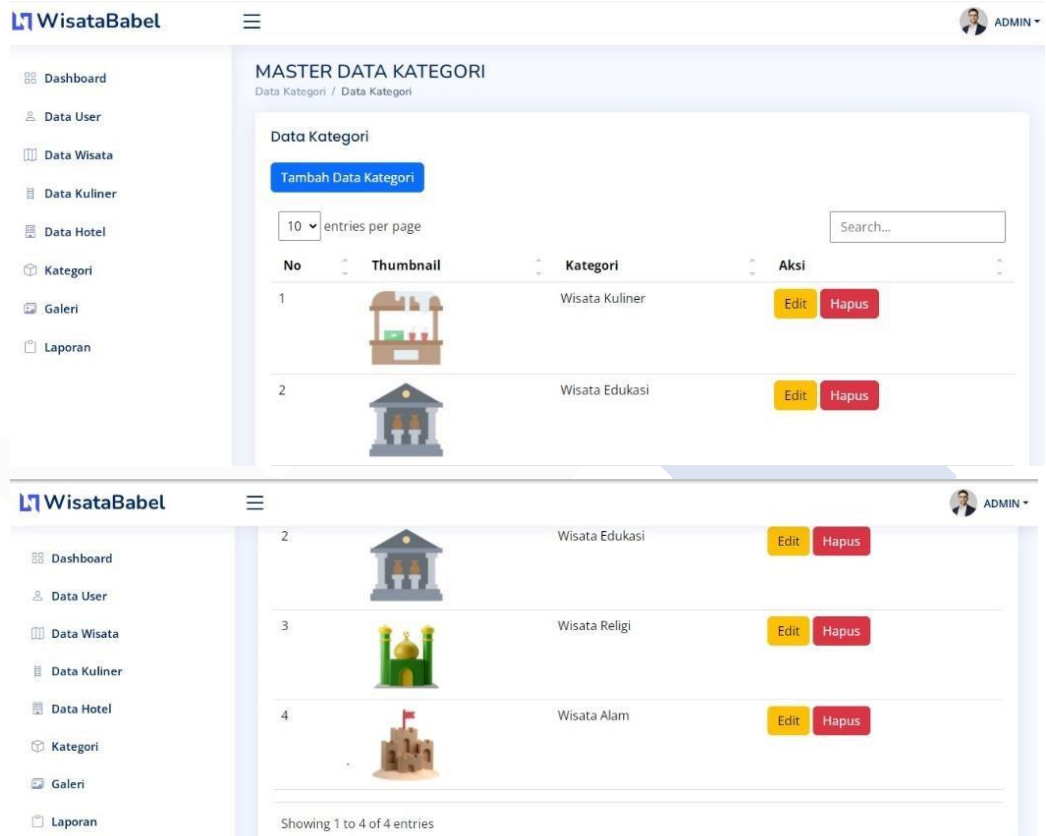 WisataBabel
ADMIN
Dashboard
Data User
Data Wisata
Data Kuliner
Data Hotel
Kategori
Galeri
Laporan
MASTER DATA KATEGORI
Data Kategori / Data Kategori
Data Kategori
Tambah Data Kategori
10 entries per page
Search...
No Thumbnail Kategori Aksi
1 Wisata Kuliner Edit Hapus
2 Wisata Edukasi Edit Hapus
WisataBabel
ADMIN
Dashboard
Data User
Data Wisata
Data Kuliner
Data Hotel
Kategori
Galeri
Laporan
2 Wisata Edukasi Edit Hapus
3 Wisata Religi Edit Hapus
4 Wisata Alam Edit Hapus
Showing 1 to 4 of 4 entries